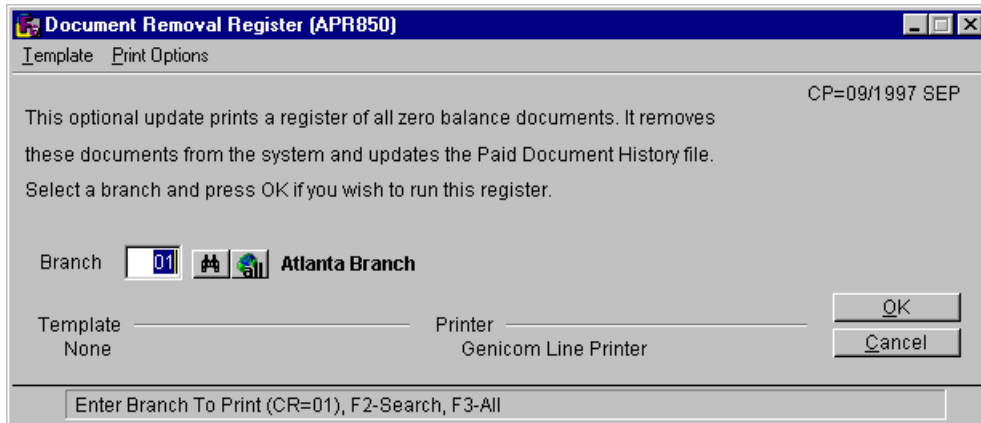 Document Removal Register (APR850)
Template Print Options
CP=09/1997 SEP
This optional update prints a register of all zero balance documents. It removes
these documents from the system and updates the Paid Document History file.
Select a branch and press OK if you wish to run this register.
Branch 01 All Atlanta Branch
Template Printer
None Genicom Line Printer
OK
Cancel
Enter Branch To Print (CR=01), F2-Search, F3-All